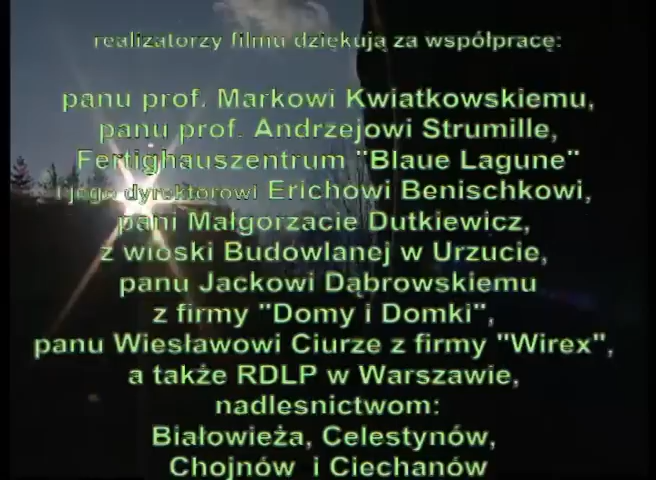 realizatorzy filmu dziękują za współpracę:
panu prof. Markowi Kwiatkowskiemu,
panu prof. Andrzejowi Strumille,
Fertighauszentrum "Blaue Lagune"
i jego dyrektorowi Erichowi Benischkowi,
pani Małgorzacie Dutkiewicz,
z wioski Budowlanej w Urzucie,
panu Jackowi Dąbrowskiemu
z firmy "Domy i Domki",
panu Wiesławowi Ciurze z firmy "Wirex",
a także RDLP w Warszawie,
nadlesnictwom:
Białowieża, Celestynów,
Chojnów i Ciechanów